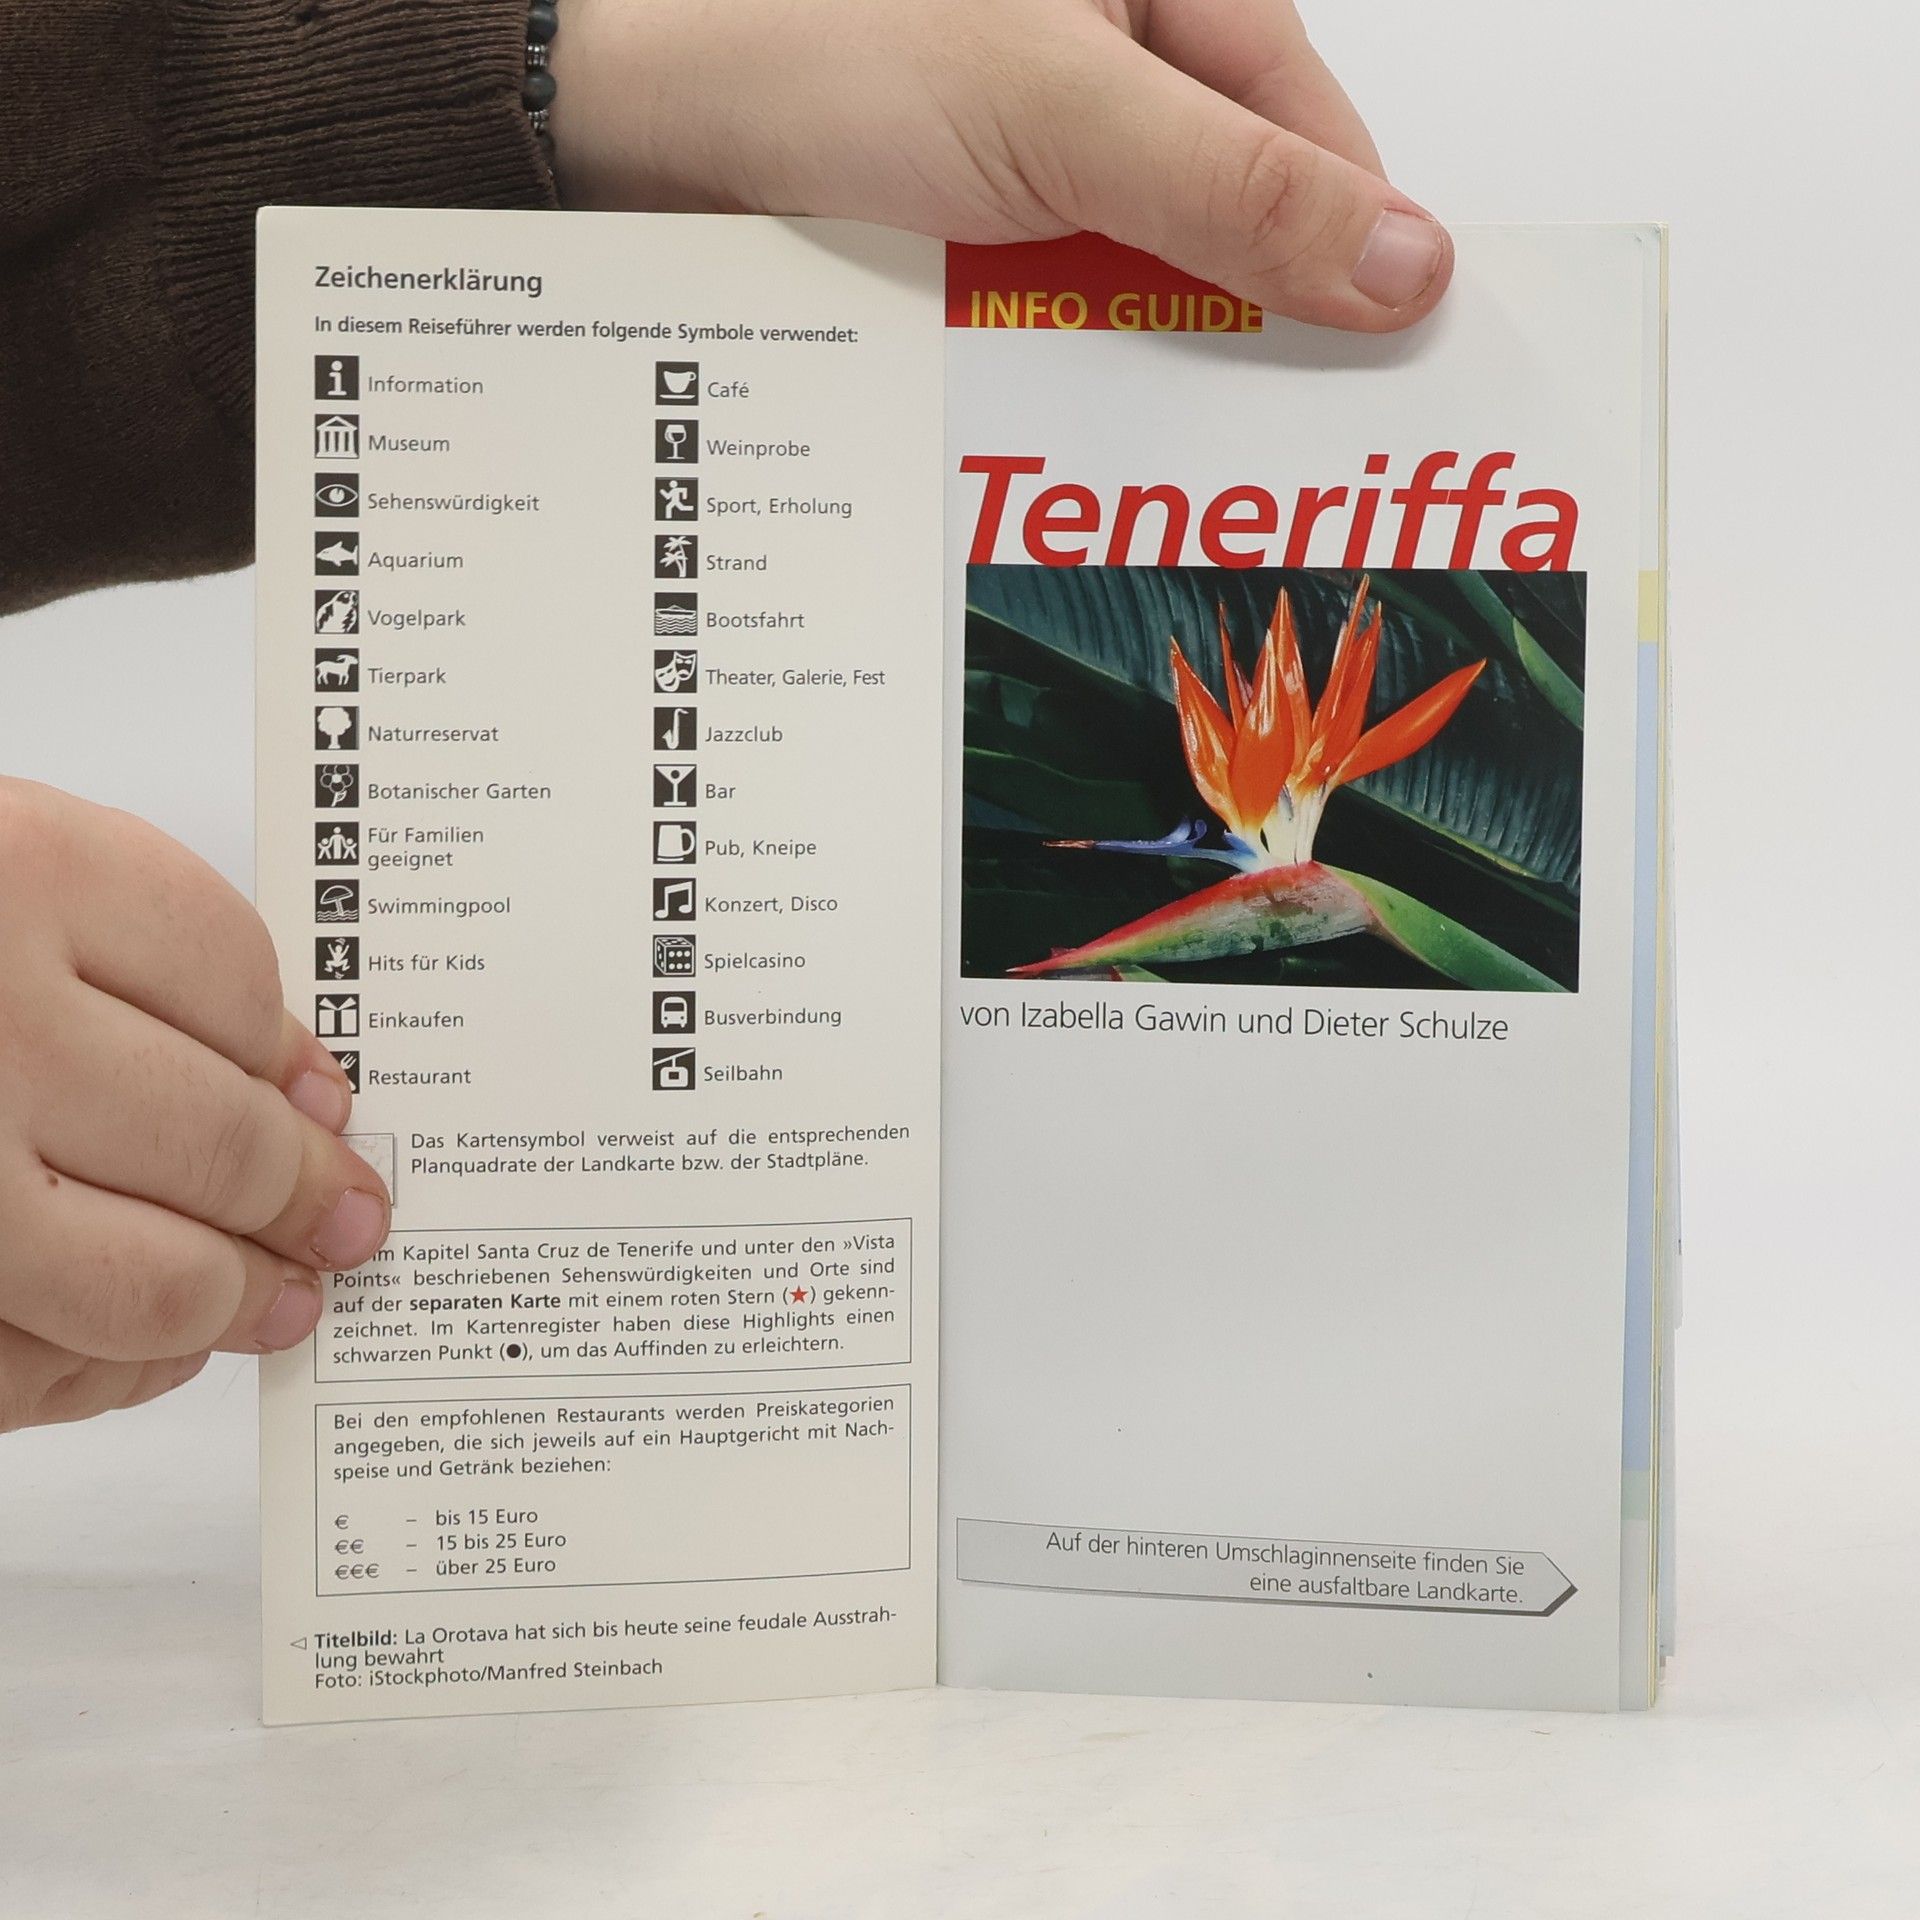 Zeichenerklärung
In diesem Reiseführer werden folgende Symbole verwendet:
Information
Museum
Sehenswürdigkeit
Aquarium
Vogelpark
Tierpark
Naturreservat
Botanischer Garten
Für Familien
geeignet
Swimmingpool
Hits für Kids
Einkaufen
Restaurant
Café
Weinprobe
Sport, Erholung
Strand
Bootsfahrt
Theater, Galerie, Fest
Jazzclub
Bar
Pub, Kneipe
Konzert, Disco
Spielcasino
Busverbindung
Seilbahn
Das Kartensymbol verweist auf die entsprechenden
Planquadrate der Landkarte bzw. der Stadtpläne.
im Kapitel Santa Cruz de Tenerife und unter den »Vista
Points« beschriebenen Sehenswürdigkeiten und Orte sind
auf der separaten Karte mit einem roten Stern (★) gekenn-
zeichnet. Im Kartenregister haben diese Highlights einen
schwarzen Punkt (●), um das Auffinden zu erleichtern.
Bei den empfohlenen Restaurants werden Preiskategorien
angegeben, die sich jeweils auf ein Hauptgericht mit Nach-
speise und Getränk beziehen:
€ – bis 15 Euro
€€ – 15 bis 25 Euro
€€€ – über 25 Euro
Titelbild: La Orotava hat sich bis heute seine feudale Ausstrah-
lung bewahrt
Foto: iStockphoto/Manfred Steinbach
INFO GUIDE
Teneriffa
von Izabella Gawin und Dieter Schulze
Auf der hinteren Umschlaginnenseite finden Sie
eine ausfaltbare Landkarte.